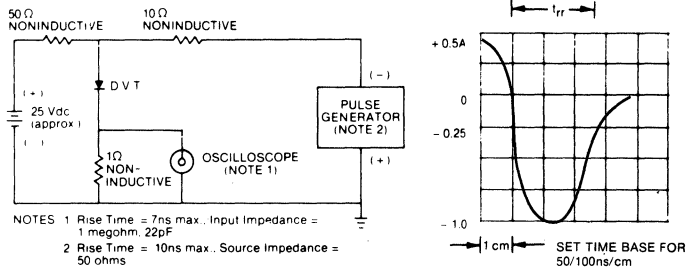 50 Ω
NONINDUCTIVE
10 Ω
NONINDUCTIVE
(+)
25 Vdc
(approx)
( )
D V T
1 Ω
NON-
INDUCTIVE
OSCILLOSCOPE
(NOTE 1)
(-)
PULSE
GENERATOR
(NOTE 2)
(+)
NOTES 1 Rise Time = 7ns max., Input Impedance =
1 megohm, 22pF
2 Rise Time = 10ns max., Source Impedance =
50 ohms
trr
+ 0.5A
0
- 0.25
- 1.0
1 cm
SET TIME BASE FOR
50/100ns/cm